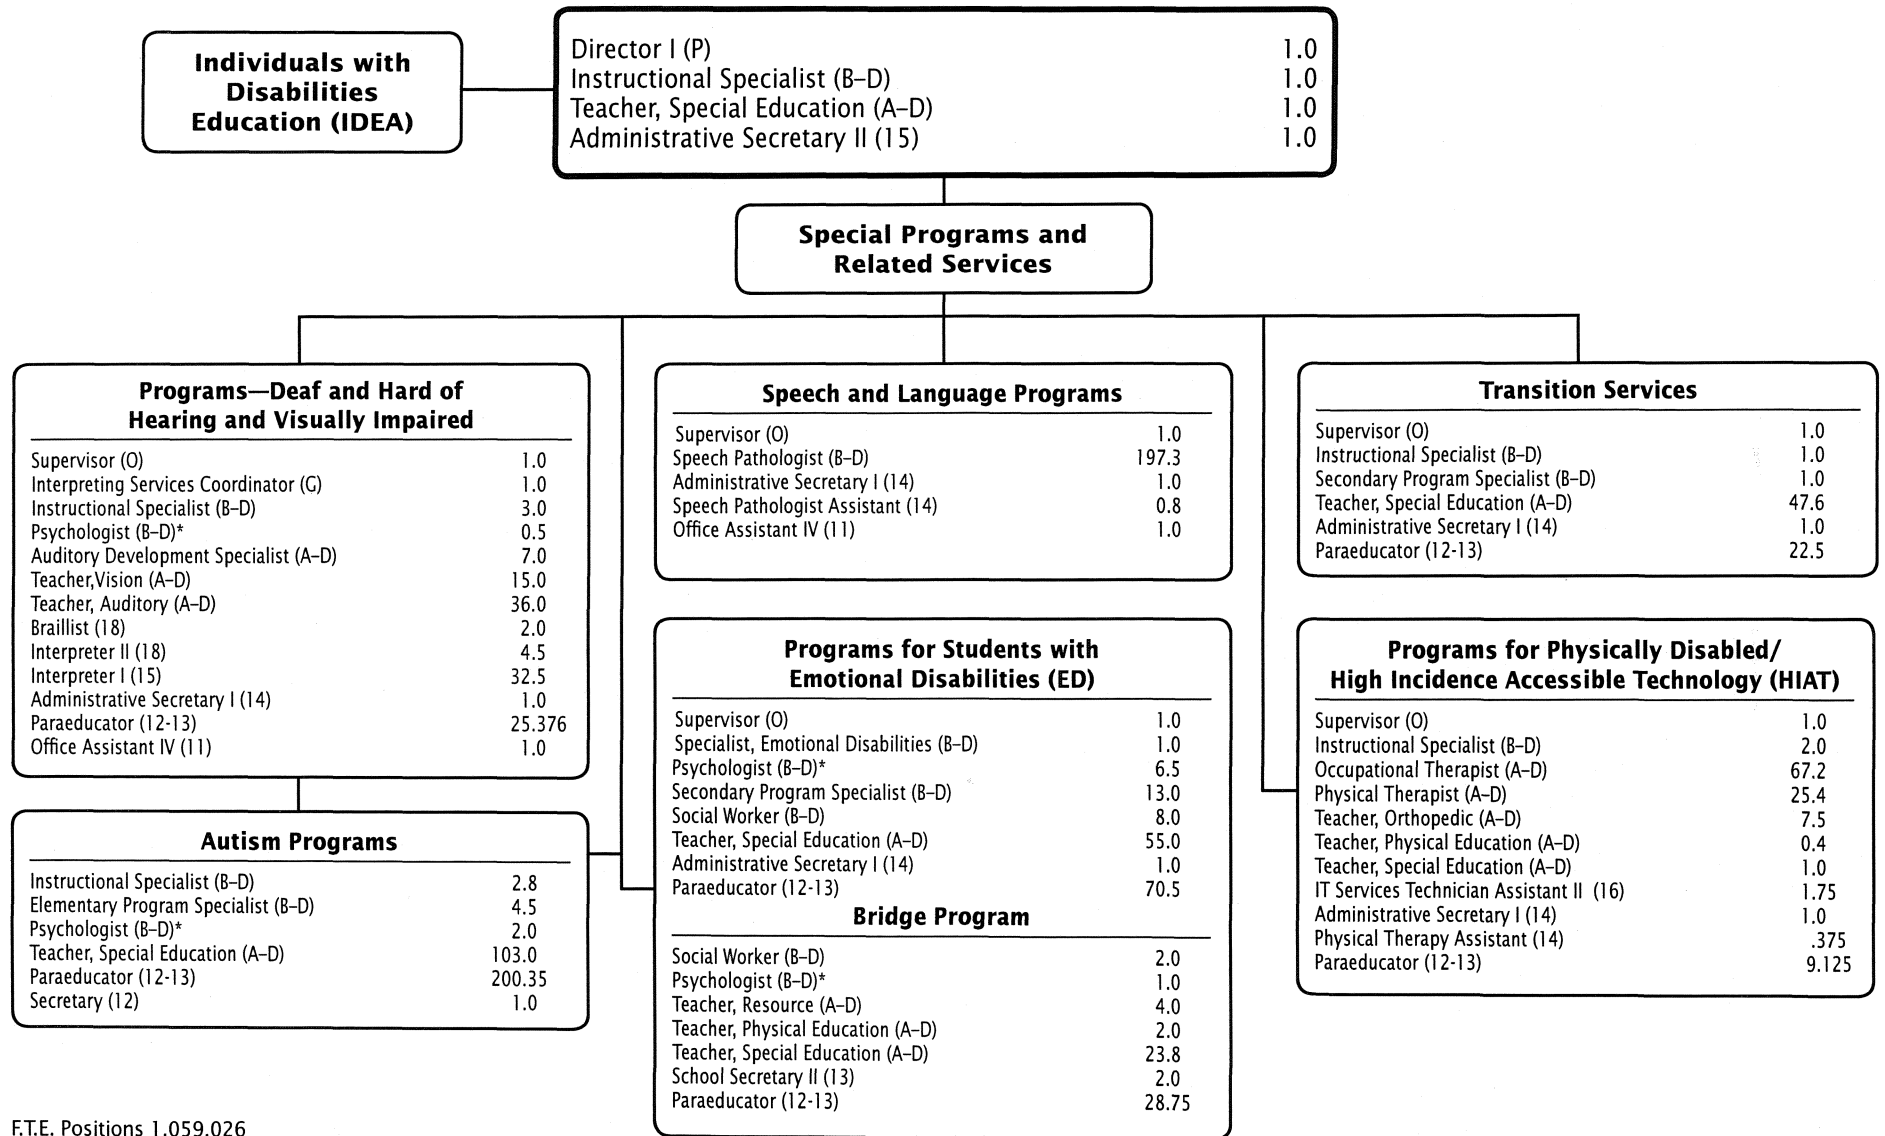 Individuals with
Disabilities
Education (IDEA)
Director I (P) 1.0
Instructional Specialist (B–D) 1.0
Teacher, Special Education (A–D) 1.0
Administrative Secretary II (15) 1.0
Special Programs and
Related Services
Programs—Deaf and Hard of
Hearing and Visually Impaired
Supervisor (O) 1.0
Interpreting Services Coordinator (G) 1.0
Instructional Specialist (B–D) 3.0
Psychologist (B–D)* 0.5
Auditory Development Specialist (A–D) 7.0
Teacher,Vision (A–D) 15.0
Teacher, Auditory (A–D) 36.0
Braillist (18) 2.0
Interpreter II (18) 4.5
Interpreter I (15) 32.5
Administrative Secretary I (14) 1.0
Paraeducator (12-13) 25.376
Office Assistant IV (11) 1.0
Autism Programs
Instructional Specialist (B–D) 2.8
Elementary Program Specialist (B–D) 4.5
Psychologist (B–D)* 2.0
Teacher, Special Education (A–D) 103.0
Paraeducator (12-13) 200.35
Secretary (12) 1.0
Speech and Language Programs
Supervisor (O) 1.0
Speech Pathologist (B–D) 197.3
Administrative Secretary I (14) 1.0
Speech Pathologist Assistant (14) 0.8
Office Assistant IV (11) 1.0
Programs for Students with
Emotional Disabilities (ED)
Supervisor (O) 1.0
Specialist, Emotional Disabilities (B–D) 1.0
Psychologist (B–D)* 6.5
Secondary Program Specialist (B–D) 13.0
Social Worker (B–D) 8.0
Teacher, Special Education (A–D) 55.0
Administrative Secretary I (14) 1.0
Paraeducator (12-13) 70.5
Bridge Program
Social Worker (B–D) 2.0
Psychologist (B–D)* 1.0
Teacher, Resource (A–D) 4.0
Teacher, Physical Education (A–D) 2.0
Teacher, Special Education (A–D) 23.8
School Secretary II (13) 2.0
Paraeducator (12-13) 28.75
Transition Services
Supervisor (O) 1.0
Instructional Specialist (B–D) 1.0
Secondary Program Specialist (B–D) 1.0
Teacher, Special Education (A–D) 47.6
Administrative Secretary I (14) 1.0
Paraeducator (12-13) 22.5
Programs for Physically Disabled/
High Incidence Accessible Technology (HIAT)
Supervisor (O) 1.0
Instructional Specialist (B–D) 2.0
Occupational Therapist (A–D) 67.2
Physical Therapist (A–D) 25.4
Teacher, Orthopedic (A–D) 7.5
Teacher, Physical Education (A–D) 0.4
Teacher, Special Education (A–D) 1.0
IT Services Technician Assistant II (16) 1.75
Administrative Secretary I (14) 1.0
Physical Therapy Assistant (14) .375
Paraeducator (12-13) 9.125
F.T.E. Positions 1,059.026